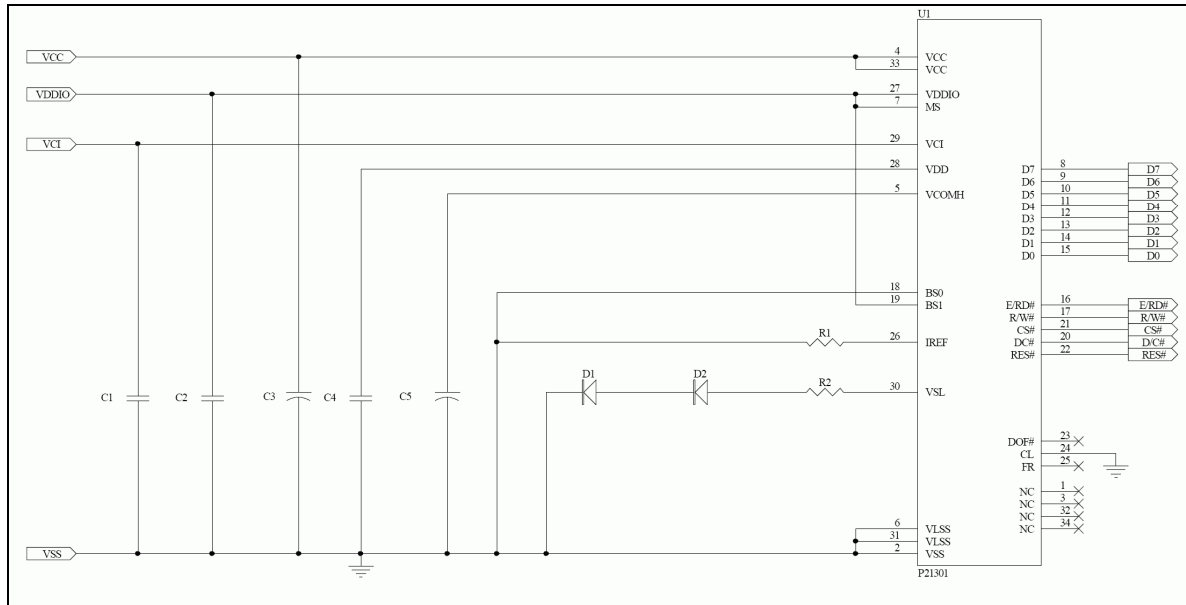 U1
VCC 4 VCC
33 VCC
VDDIO 27 VDDIO
7 MS
VCI 29 VCI
28 VDD
5 VCOMH
D7 8 D7
D6 9 D6
D5 10 D5
D4 11 D4
D3 12 D3
D2 13 D2
D1 14 D1
D0 15 D0
18 BS0
19 BS1
E/RD# 16 E/RD#
R/W# 17 R/W#
CS# 21 CS#
DC# 20 D/C#
RES# 22 RES#
R1 26 IREF
D1 D2 R2 30 VSL
C1 C2 C3 C4 C5
DOF# 23
CL 24
FR 25
NC 1
NC 3
NC 32
NC 34
6 VLSS
31 VLSS
VSS 2 VSS
P21301